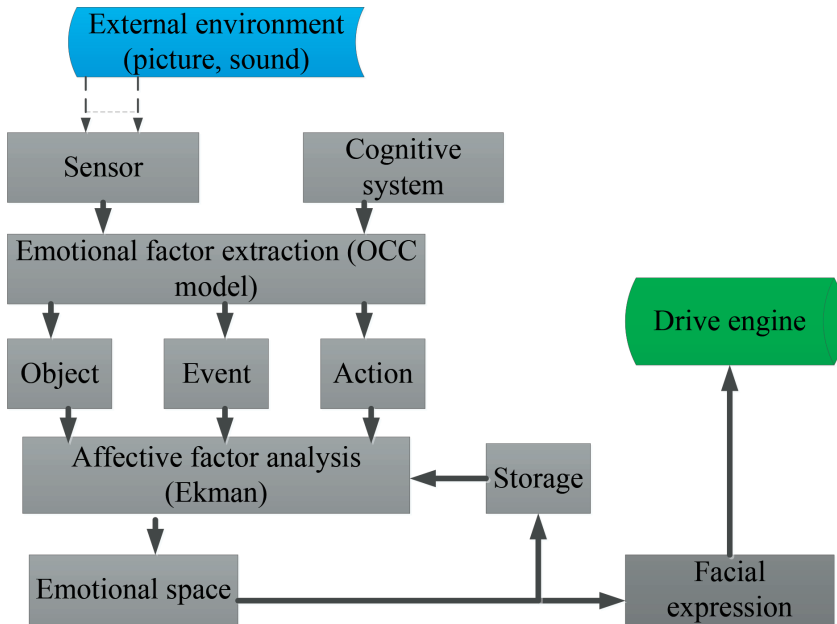 External environment
(picture, sound)
Sensor
Cognitive
system
Emotional factor extraction (OCC
model)
Drive engine
Object
Event
Action
Affective factor analysis
(Ekman)
Storage
Emotional space
Facial
expression